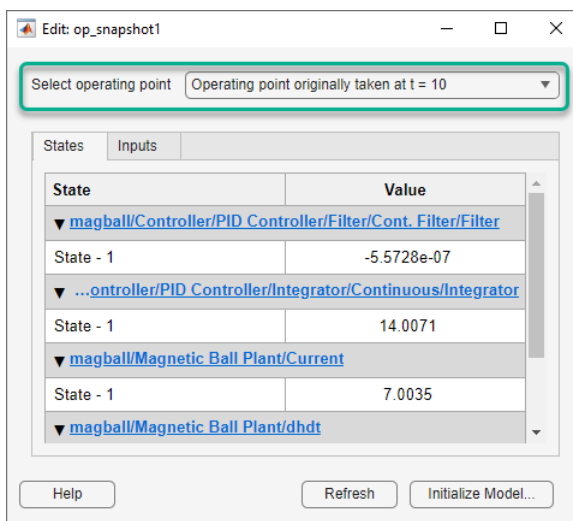 Edit: op_snapshot1
Select operating point Operating point originally taken at t = 10
States Inputs
State Value
magball/Controller/PID Controller/Filter/Cont. Filter/Filter
State - 1 -5.5728e-07
...ontroller/PID Controller/Integrator/Continuous/Integrator
State - 1 14.0071
magball/Magnetic Ball Plant/Current
State - 1 7.0035
magball/Magnetic Ball Plant/dhdt
Help Refresh Initialize Model...